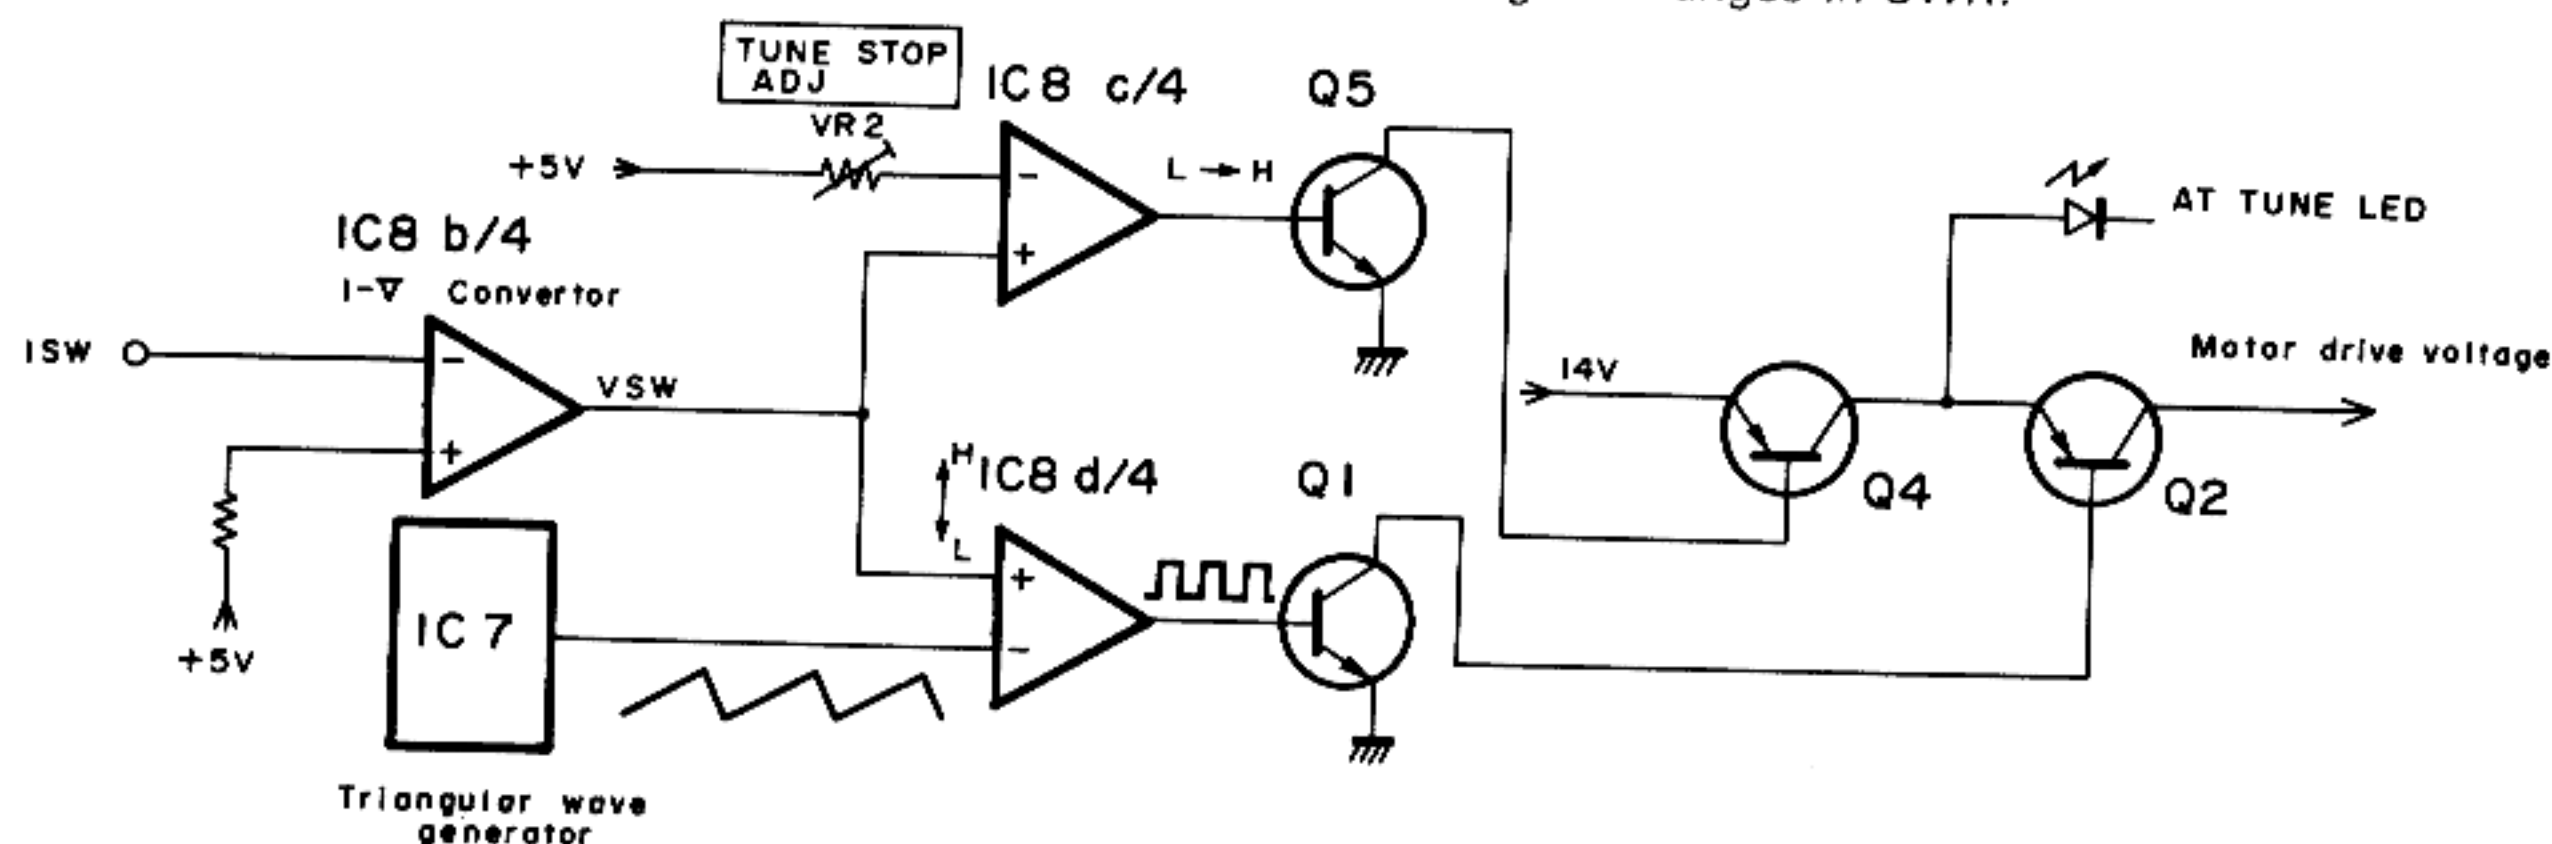 TUNE STOP
ADJ
IC8 c/4
Q5
VR2
+5V
L → H
IC8 b/4
I-V Convertor
AT TUNE LED
ISW
VSW
14V
Motor drive voltage
H
L
IC8 d/4
Q1
Q4
Q2
IC 7
+5V
Triangular wave
generator